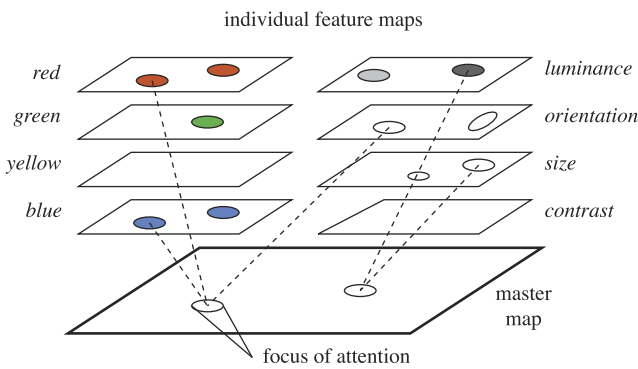 individual feature maps
red
luminance
green
orientation
yellow
size
blue
contrast
master
map
focus of attention